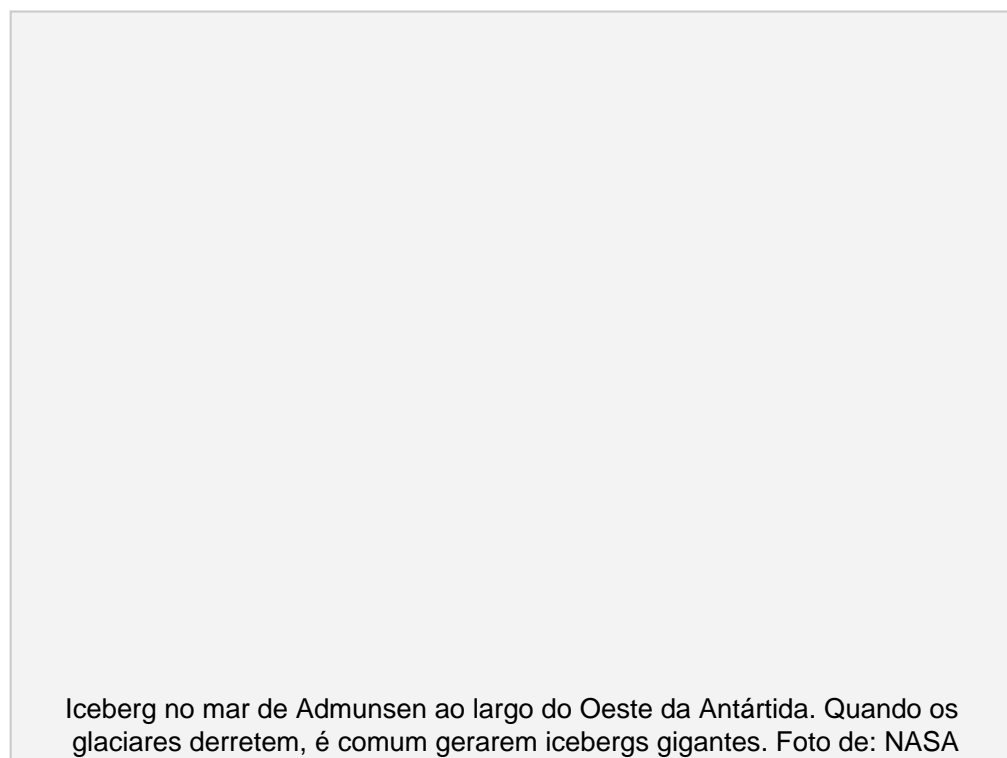 Iceberg no mar de Admunsen ao largo do Oeste da Antártida. Quando os
glaciares derretem, é comum gerarem icebergs gigantes. Foto de: NASA